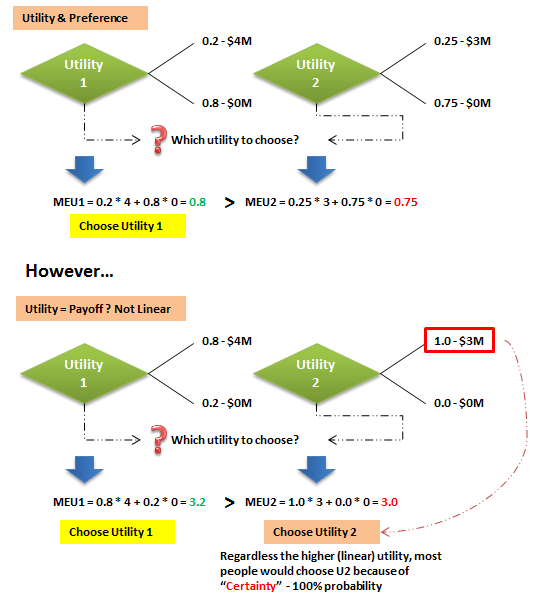 Utility & Preference
0.2 - $4M
0.25 - $3M
Utility
1
Utility
2
0.8 - $0M
0.75 - $0M
? Which utility to choose?
MEU1 = 0.2 * 4 + 0.8 * 0 = 0.8 > MEU2 = 0.25 * 3 + 0.75 * 0 = 0.75
Choose Utility 1
However...
Utility = Payoff ? Not Linear
0.8 - $4M
1.0 - $3M
Utility
1
Utility
2
0.2 - $0M
0.0 - $0M
? Which utility to choose?
MEU1 = 0.8 * 4 + 0.2 * 0 = 3.2 > MEU2 = 1.0 * 3 + 0.0 * 0 = 3.0
Choose Utility 1
Choose Utility 2
Regardless the higher (linear) utility, most
people would choose U2 because of
“Certainty” - 100% probability